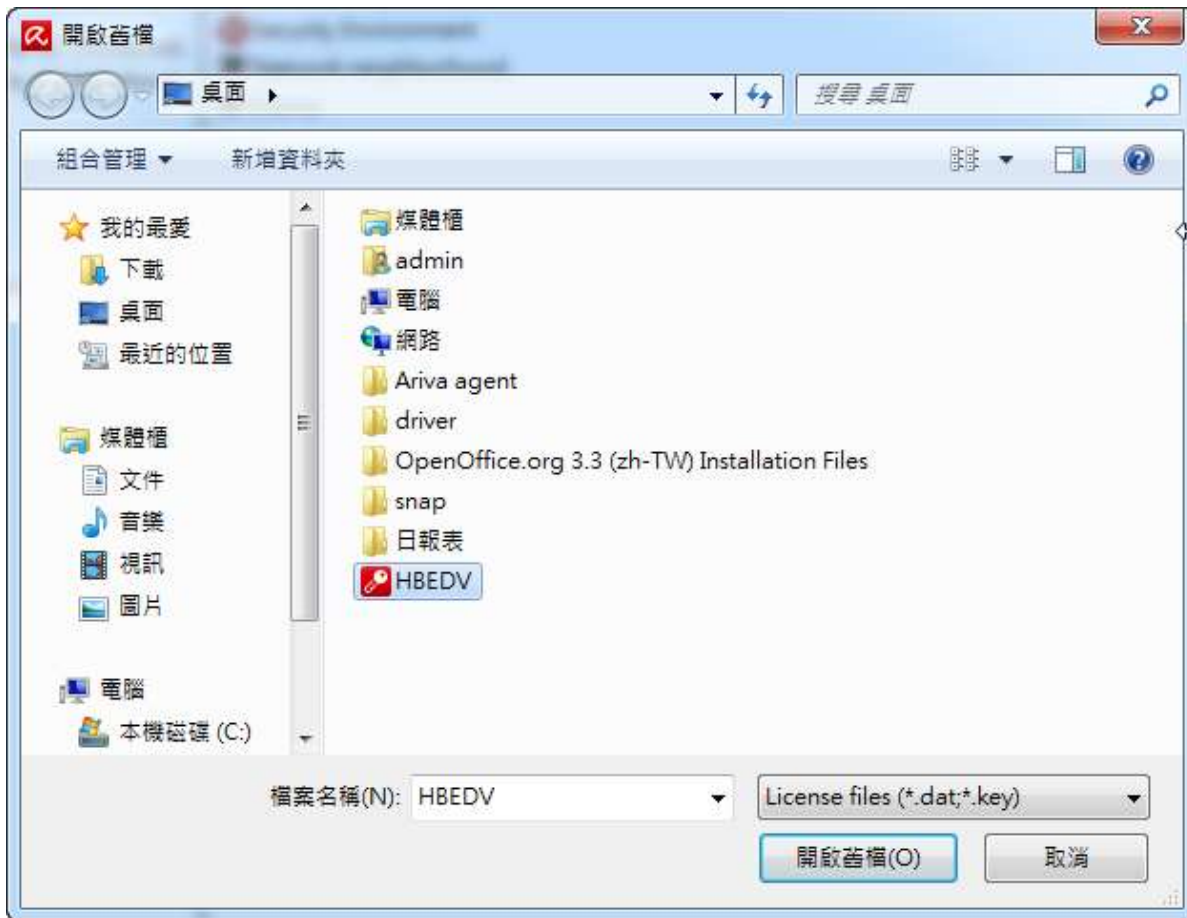 開啟舊檔
桌面
搜尋 桌面
組合管理 新增資料夾
我的最愛
下載
桌面
最近的位置
媒體櫃
文件
音樂
視訊
圖片
電腦
本機磁碟 (C:)
媒體櫃
admin
電腦
網路
Ariva agent
driver
OpenOffice.org 3.3 (zh-TW) Installation Files
snap
日報表
HBEDV
檔案名稱(N): HBEDV License files (*.dat;*.key)
開啟舊檔(O) 取消